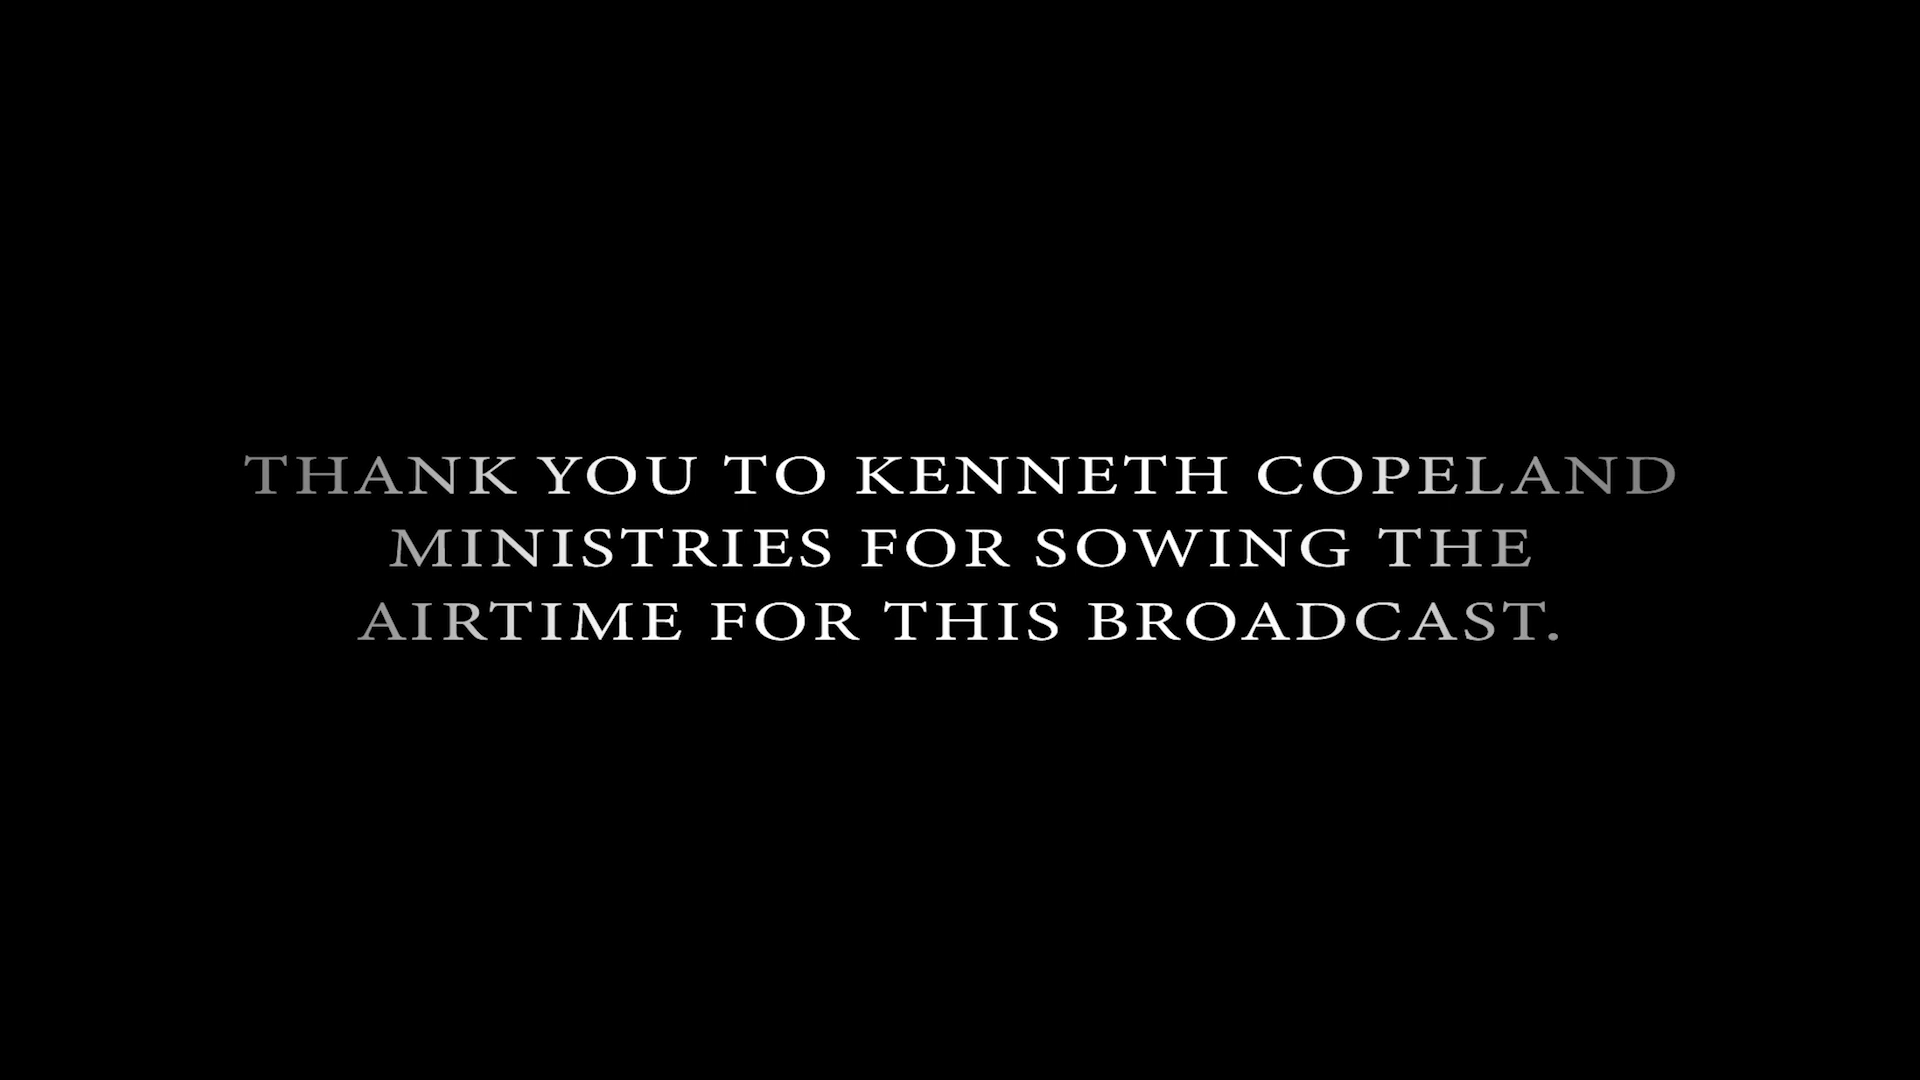 THANK YOU TO KENNETH COPELAND
MINISTRIES FOR SOWING THE
AIRTIME FOR THIS BROADCAST.